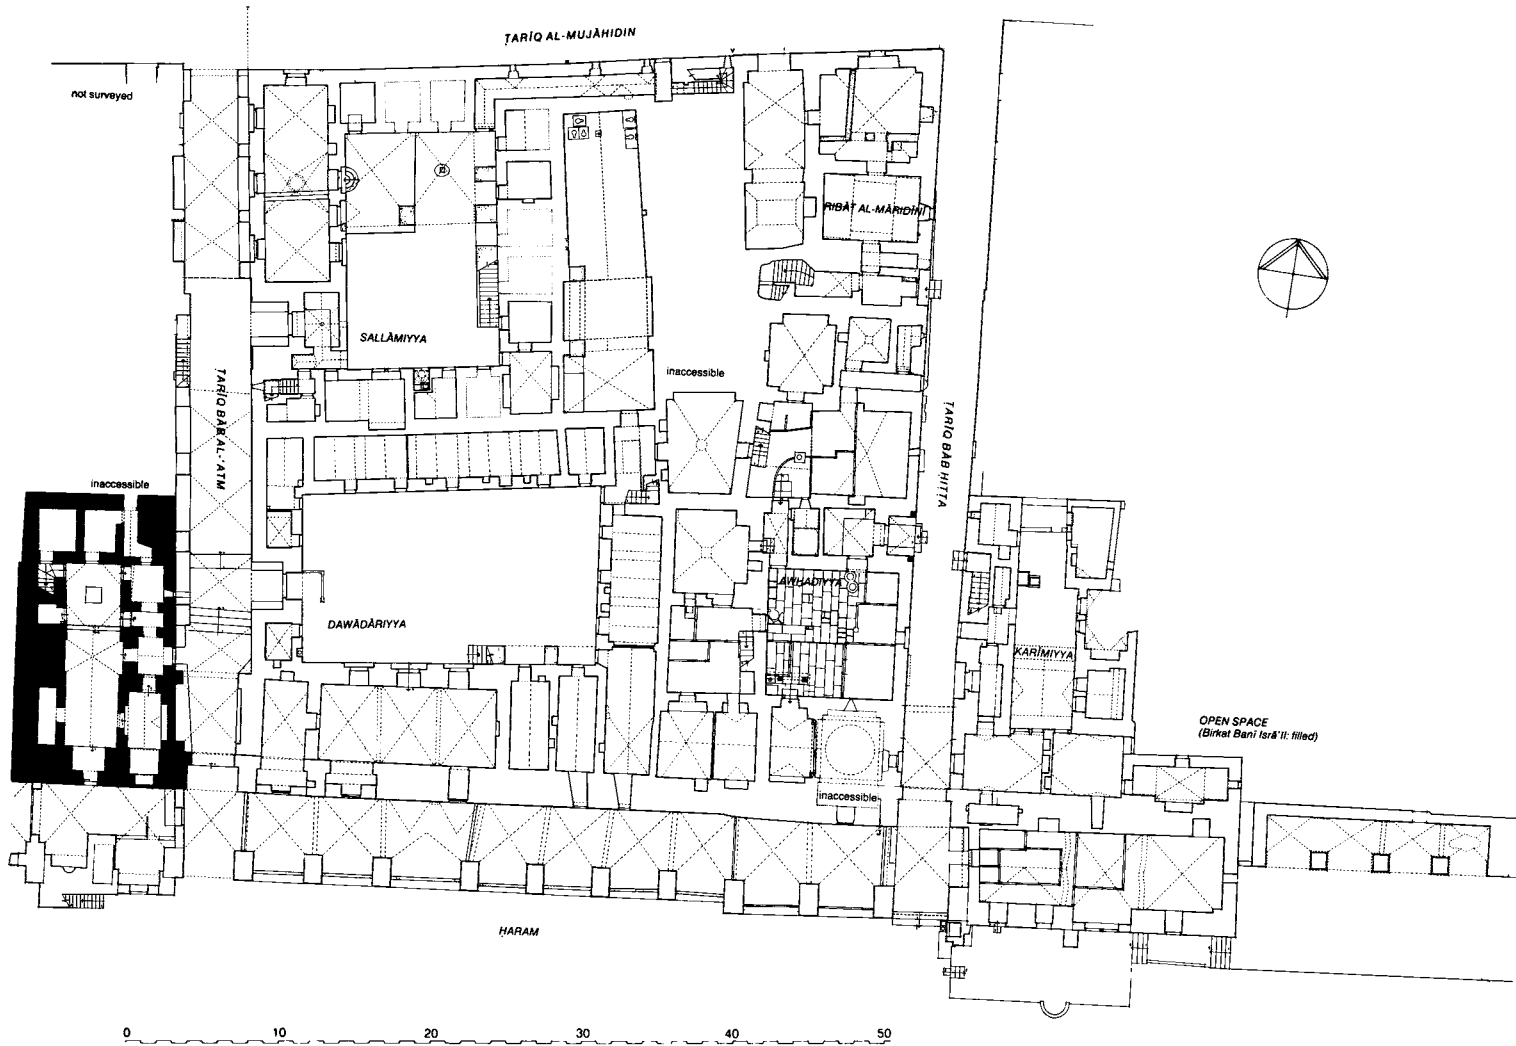 ṬARĪQ AL-MUJĀHIDIN
not surveyed
RIBĀṬ AL-MĀRIDĪNĪ
SALLĀMIYYA
inaccessible
ṬARĪQ BĀB AL-ʿATM
ṬARĪQ BĀB ḤIṬṬA
inaccessible
AWḤADIYYA
DAWĀDĀRIYYA
KARĪMIYYA
OPEN SPACE
(Birkat Banī Isrā'īl: filled)
inaccessible
ḤARAM
0 10 20 30 40 50